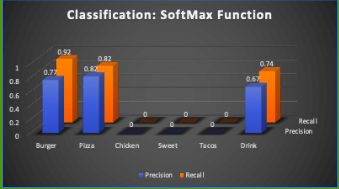 Classification: SoftMax Function
0.92
0.77
0.82
0.82
0.74
0.67
0 0 0
0 0 0
1
0.8
0.6
0.4
0.2
0
Recall
Precision
Burger Pizza Chicken Sweet Tacos Drink
Precision Recall